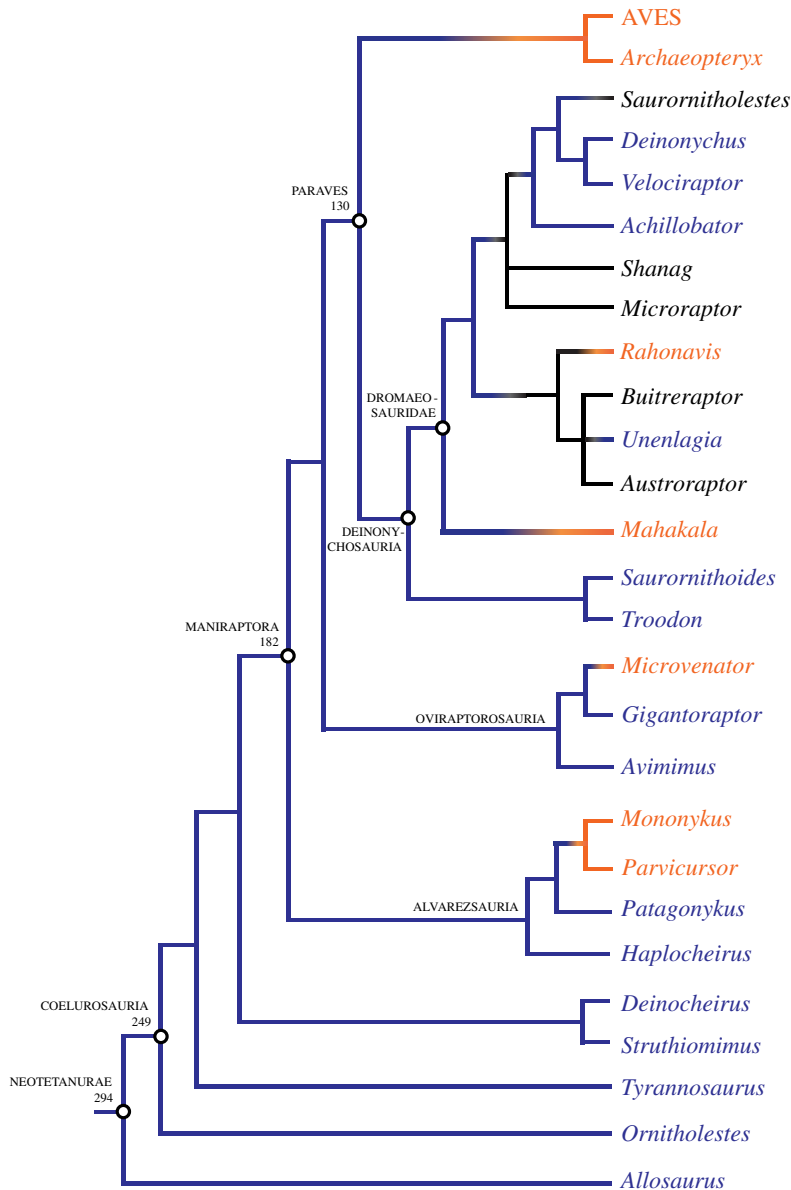 AVES
Archaeopteryx
Saurornitholestes
Deinonychus
Velociraptor
PARAVES
130
Achillobator
Shanag
Microraptor
Rahonavis
DROMAEO-
SAURIDAE
Buitreraptor
Unenlagia
Austroraptor
Mahakala
DEINONY-
CHOSAURIA
Saurornithoides
Troodon
MANIRAPTORA
182
Microvenator
OVIRAPTOROSAURIA
Gigantoraptor
Avimimus
Mononykus
Parvicursor
ALVAREZSAURIA
Patagonykus
Haplocheirus
COELUROSAURIA
249
Deinocheirus
Struthiomimus
NEOTETANURAE
294
Tyrannosaurus
Ornitholestes
Allosaurus